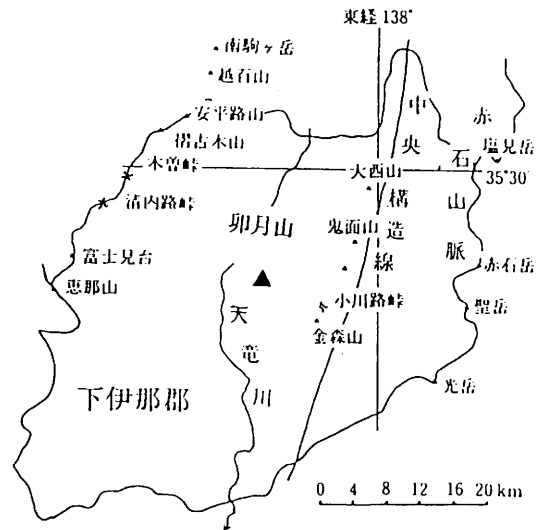 東経 138°
南駒ヶ岳
越百山
安平路山
摺古木山
木曽峠
清内路峠
富士見台
恵那山
卯月山
天竜川
下伊那郡
中央構造線
大西山
鬼面山
小川路峠
金森山
赤石山脈
塩見岳
35°30′
赤石岳
聖岳
光岳
0 4 8 12 16 20 km